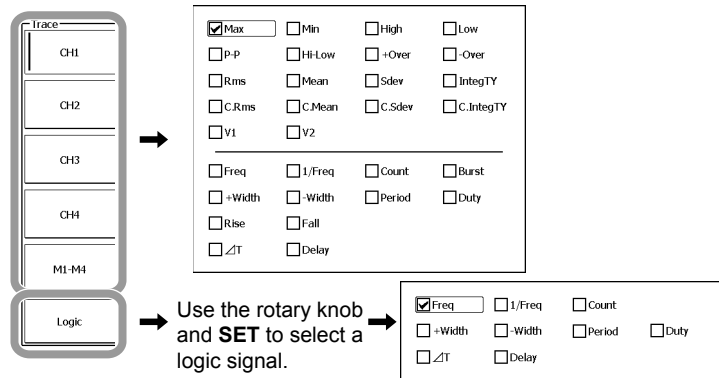 Trace
CH1
CH2
CH3
CH4
M1-M4
Logic
Max Min High Low
P-P Hi-Low +Over -Over
Rms Mean Sdev IntegTY
C.Rms C.Mean C.Sdev C.IntegTY
V1 V2
Freq 1/Freq Count Burst
+Width -Width Period Duty
Rise Fall
⊿T Delay
Use the rotary knob
and SET to select a
logic signal.
Freq 1/Freq Count
+Width -Width Period Duty
⊿T Delay